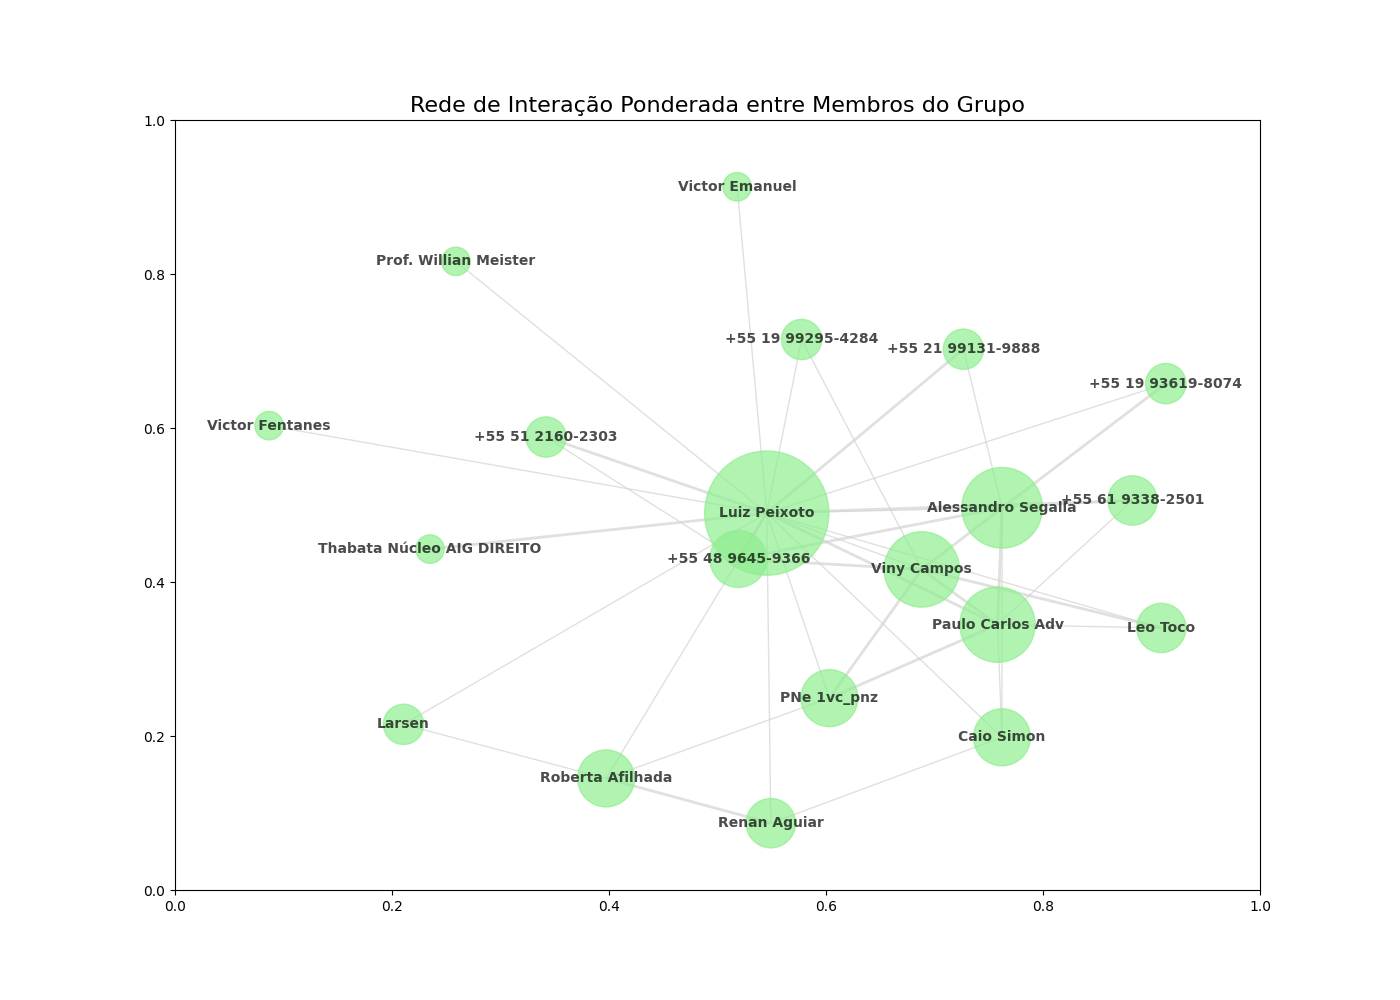 Rede de Interação Ponderada entre Membros do Grupo
1.0
Victor Emanuel
Prof. Willian Meister
0.8
+55 19 99295-4284
+55 21 99131-9888
+55 19 93619-8074
Victor Fentanes
0.6
+55 51 2160-2303
+55 61 9338-2501
Alessandro Segalla
Luiz Peixoto
Thabata Núcleo AIG DIREITO
+55 48 9645-9366
Viny Campos
0.4
Paulo Carlos Adv
Leo Toco
PNe 1vc_pnz
Larsen
Caio Simon
0.2
Roberta Afilhada
Renan Aguiar
0.0
0.0 0.2 0.4 0.6 0.8 1.0